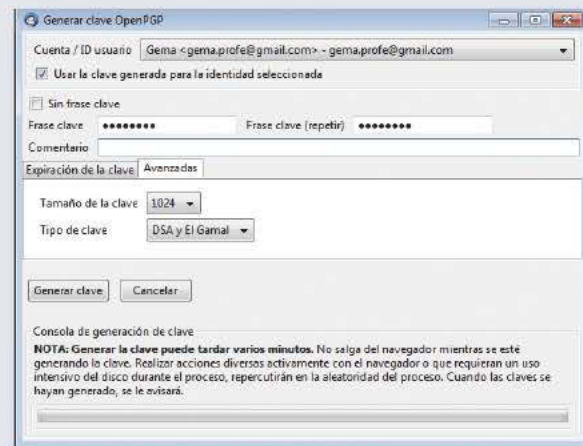 Generar clave OpenPGP
Cuenta / ID usuario Gema <gema.profe@gmail.com> - gema.profe@gmail.com
Usar la clave generada para la identidad seleccionada
Sin frase clave
Frase clave •••••••• Frase clave (repetir) ••••••••
Comentario
Expiración de la clave Avanzadas
Tamaño de la clave 1024
Tipo de clave DSA y El Gamal
Generar clave Cancelar
Consola de generación de clave
NOTA: Generar la clave puede tardar varios minutos. No salga del navegador mientras se esté
generando la clave. Realizar acciones diversas activamente con el navegador o que requieran un uso
intensivo del disco durante el proceso, repercutirán en la aleatoridad del proceso. Cuando las claves se
hayan generado, se le avisará.